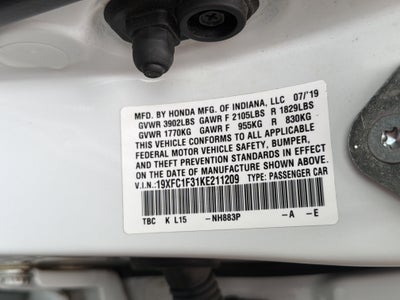 MFD. BY HONDA MFG. OF INDIANA, LLC 07/'19
GVWR 3902LBS GAWR F 2105LBS R 1829LBS
GVWR 1770KG GAWR F 955KG R 830KG
THIS VEHICLE CONFORMS TO ALL APPLICABLE
FEDERAL MOTOR VEHICLE SAFETY, BUMPER,
AND THEFT PREVENTION STANDARDS IN EFFECT
ON THE DATE OF MANUFACTURE SHOWN ABOVE.
V.I.N.: 19XFC1F31KE211209 TYPE: PASSENGER CAR
TBC K L15 -NH883P -A -E